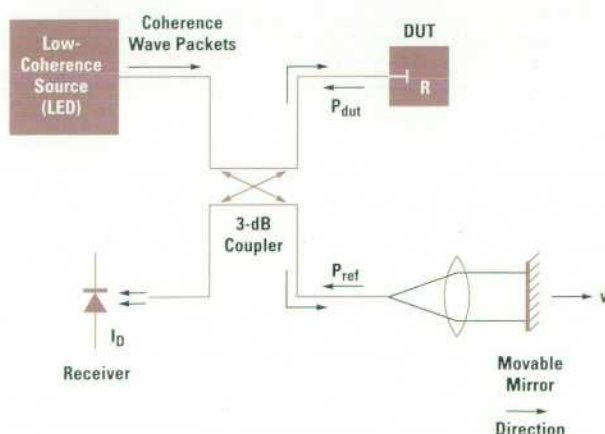 Coherence
Wave Packets
Low-
Coherence
Source
(LED)
DUT
R
Pdut
3-dB
Coupler
Pref
v
ID
Receiver
Movable
Mirror
Direction